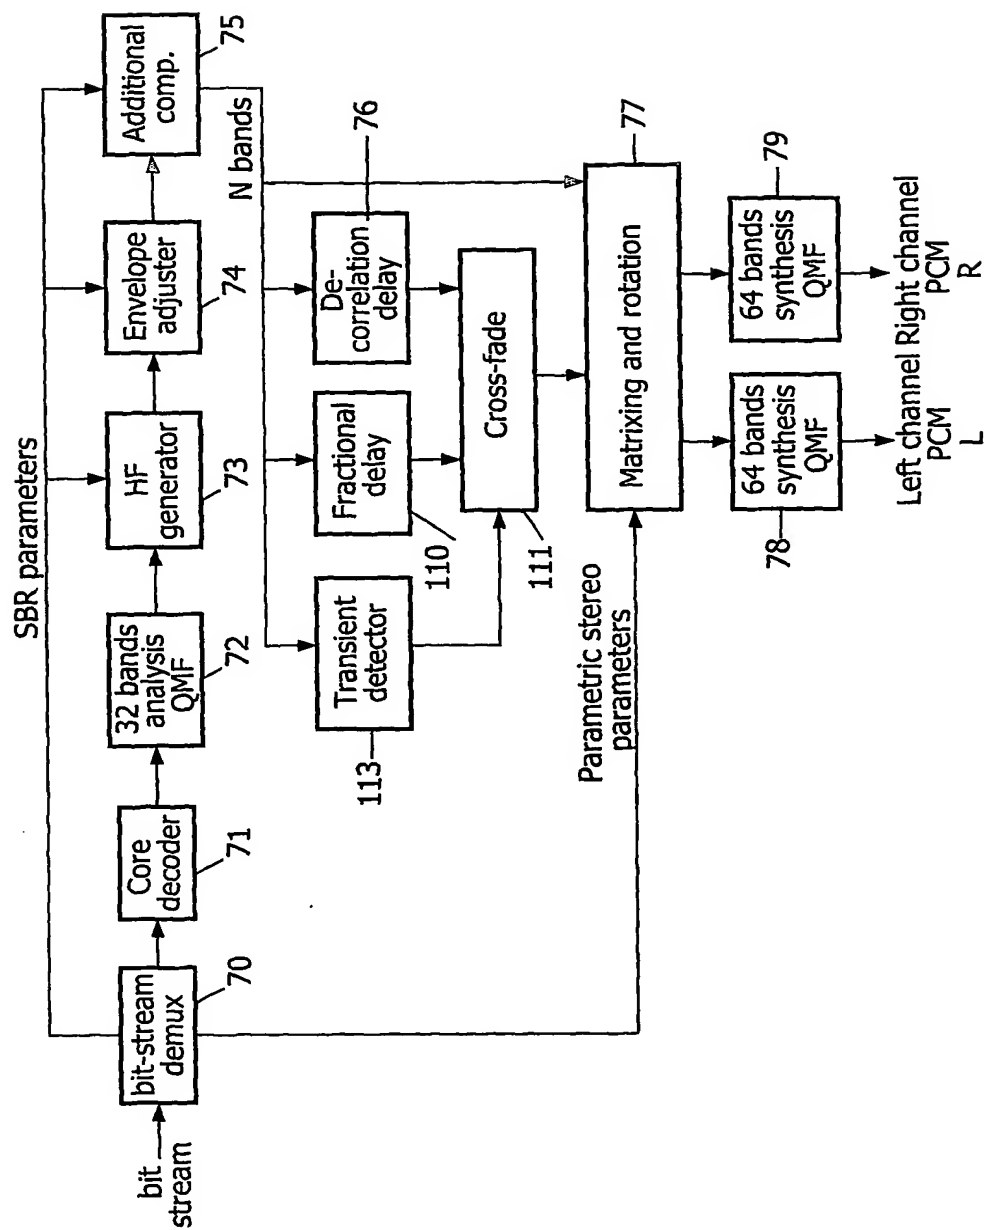 SBR parameters
bit
stream
bit-stream
demux
70
Core
decoder
71
32 bands
analysis
QMF
72
HF
generator
73
Envelope
adjuster
74
Additional
comp.
75
N bands
Transient
detector
113
Fractional
delay
110
De-
correlation
delay
76
Cross-fade
111
Parametric stereo
parameters
Matrixing and rotation
77
64 bands
synthesis
QMF
78
64 bands
synthesis
QMF
79
Left channel Right channel
PCM PCM
L R